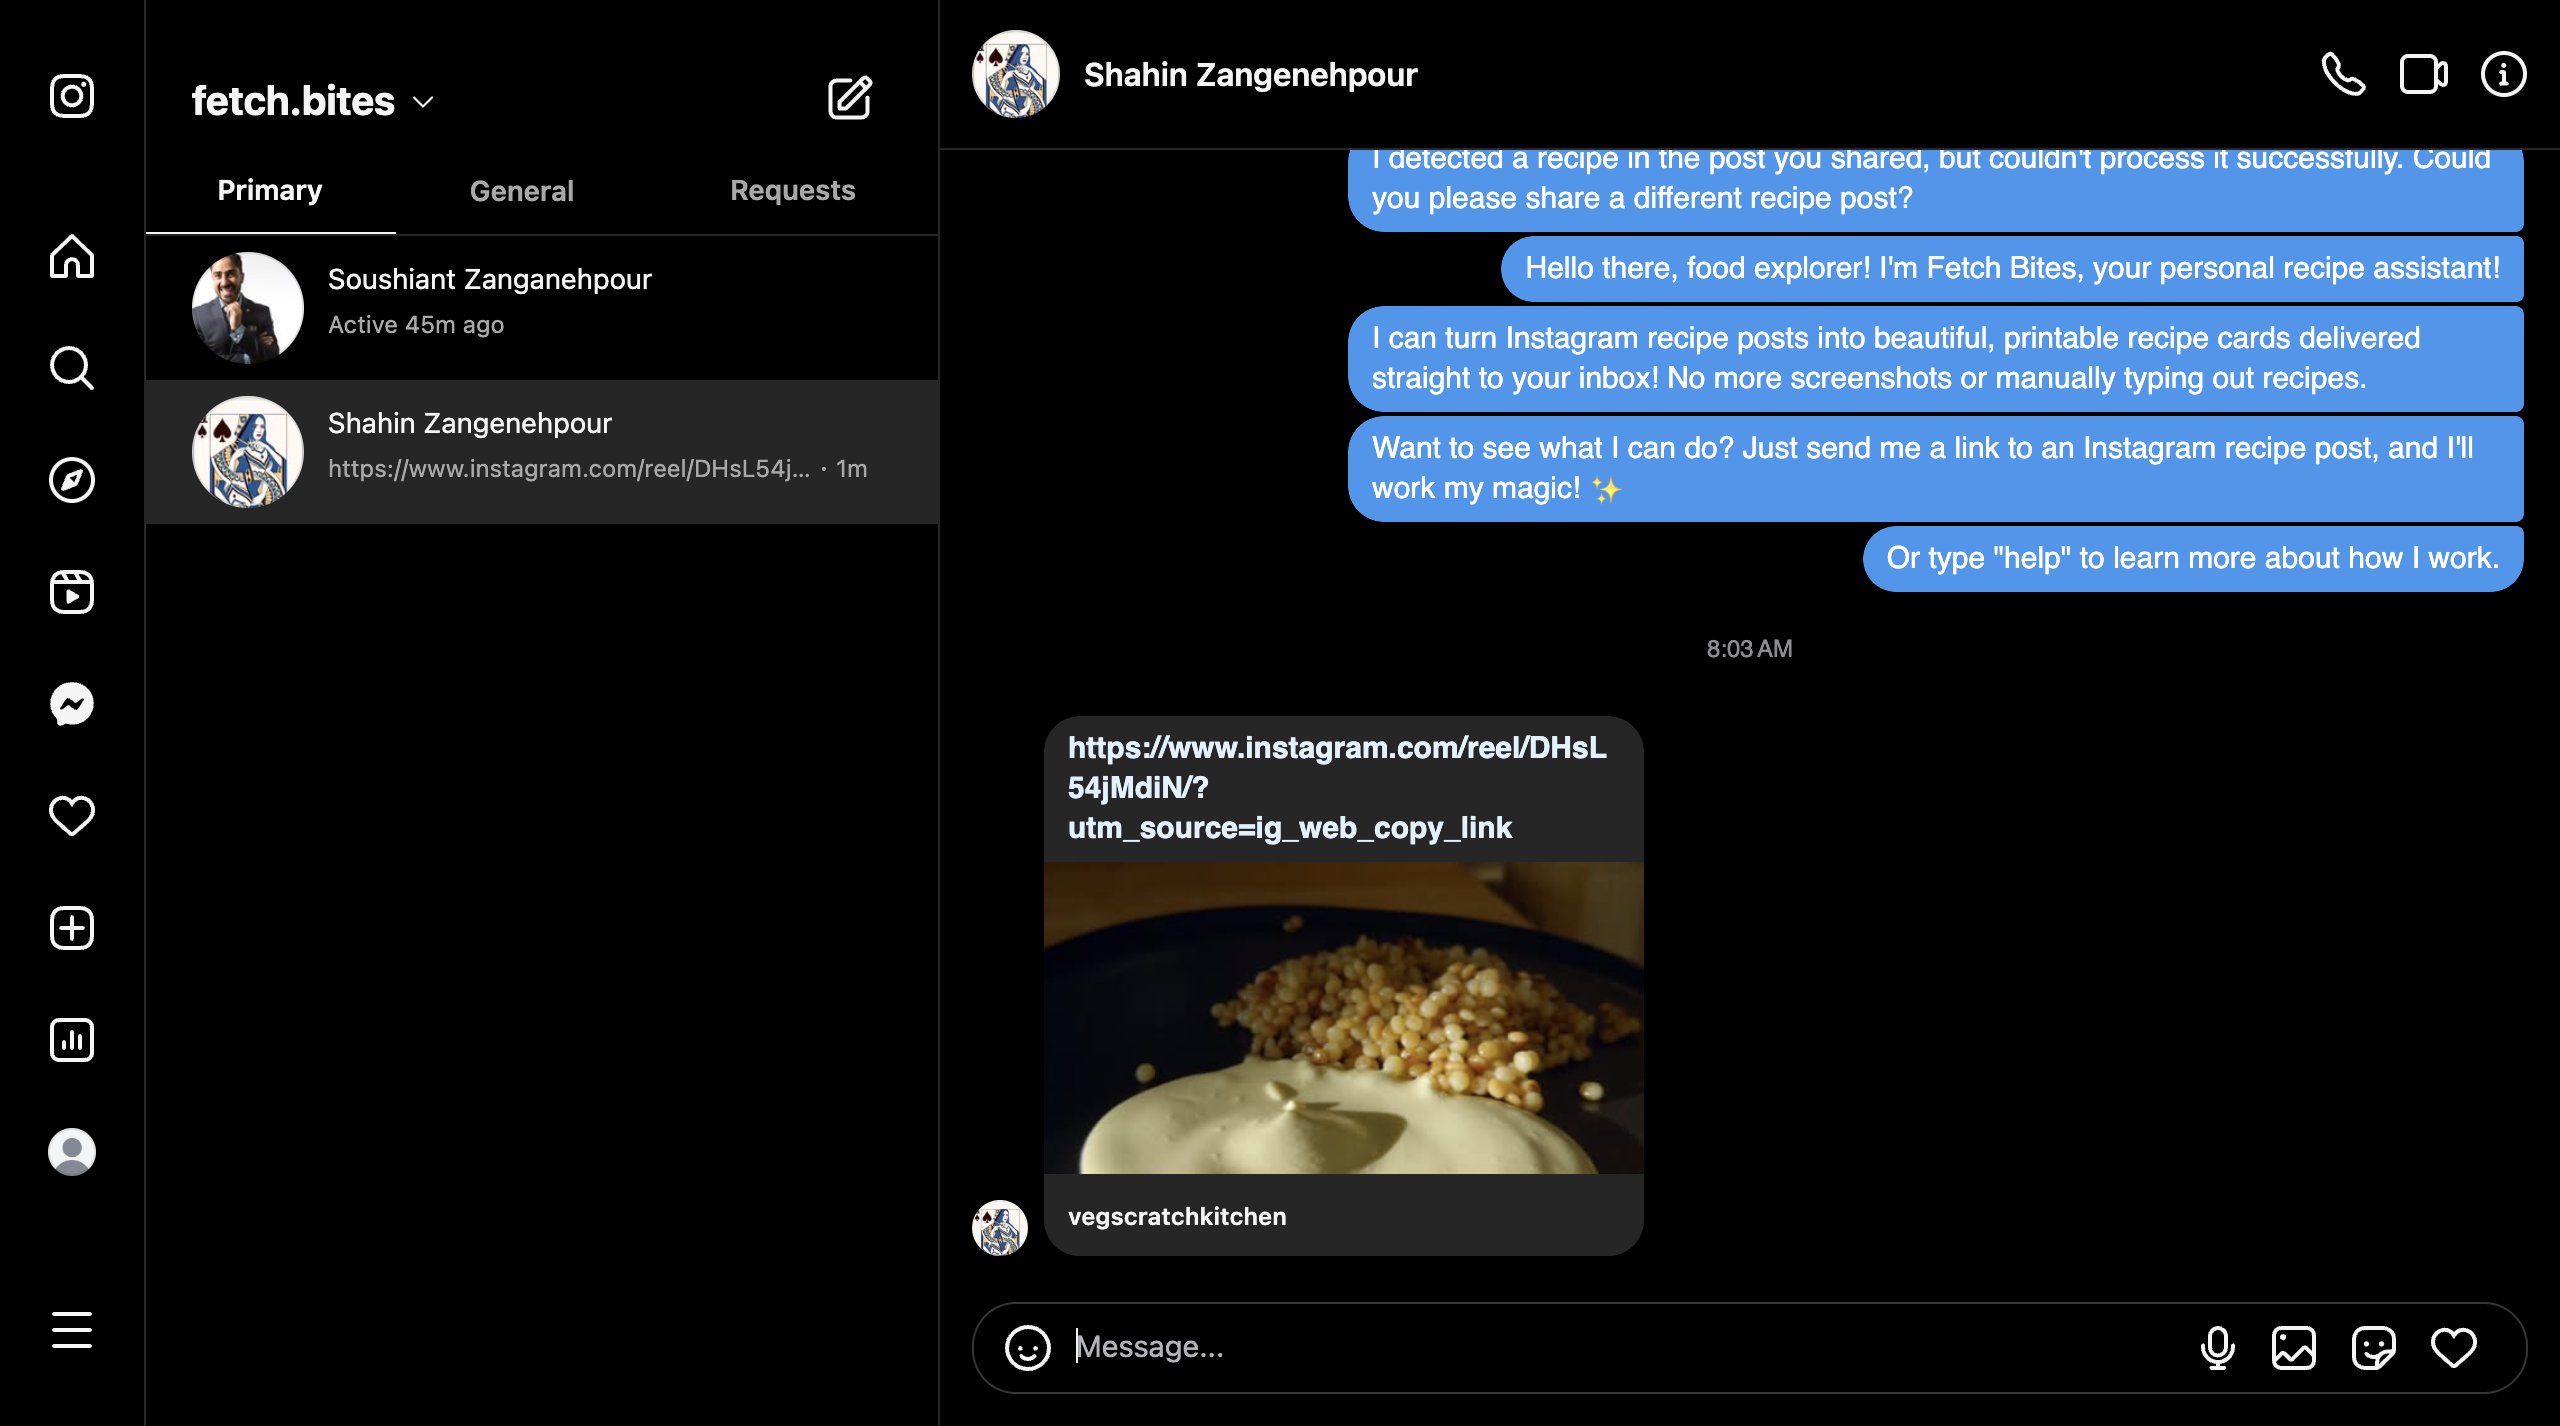 fetch.bites
Primary
General
Requests
Soushiant Zanganehpour
Active 45m ago
Shahin Zangenehpour
https://www.instagram.com/reel/DHsL54j... · 1m
Shahin Zangenehpour
I detected a recipe in the post you shared, but couldn't process it successfully. Could
you please share a different recipe post?
Hello there, food explorer! I'm Fetch Bites, your personal recipe assistant!
I can turn Instagram recipe posts into beautiful, printable recipe cards delivered
straight to your inbox! No more screenshots or manually typing out recipes.
Want to see what I can do? Just send me a link to an Instagram recipe post, and I'll
work my magic! ✨
Or type "help" to learn more about how I work.
8:03 AM
https://www.instagram.com/reel/DHsL
54jMdiN/?
utm_source=ig_web_copy_link
vegscratchkitchen
Message...